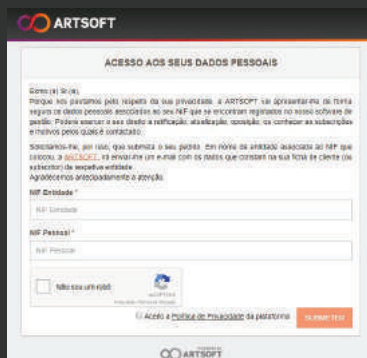 ARTSOFT
ACESSO AOS SEUS DADOS PESSOAIS
Exmo (a) Sr.(a),
Porque nos pautamos pelo respeito da sua privacidade, a ARTSOFT vai apresentar-lhe de forma
segura os dados pessoais associados ao seu NIF que se encontram registados no nosso software de
gestão. Poderá exercer o seu direito a retificação, atualização, oposição, ou conhecer as subscrições
e motivos pelos quais é contactado.
Solicitamos-lhe, por isso, que submeta o seu pedido. Em nome da entidade associada ao NIF que
colocou, a ARTSOFT, irá enviar-lhe um e-mail com os dados que constam na sua ficha de cliente (ou
subscritor) da respetiva entidade.
Agradecemos antecipadamente a atenção.
NIF Entidade *
NIF Entidade
NIF Pessoal *
NIF Pessoal
Não sou um robô
reCAPTCHA
Aceito a Política de Privacidade da plataforma
SUBMETER
ARTSOFT